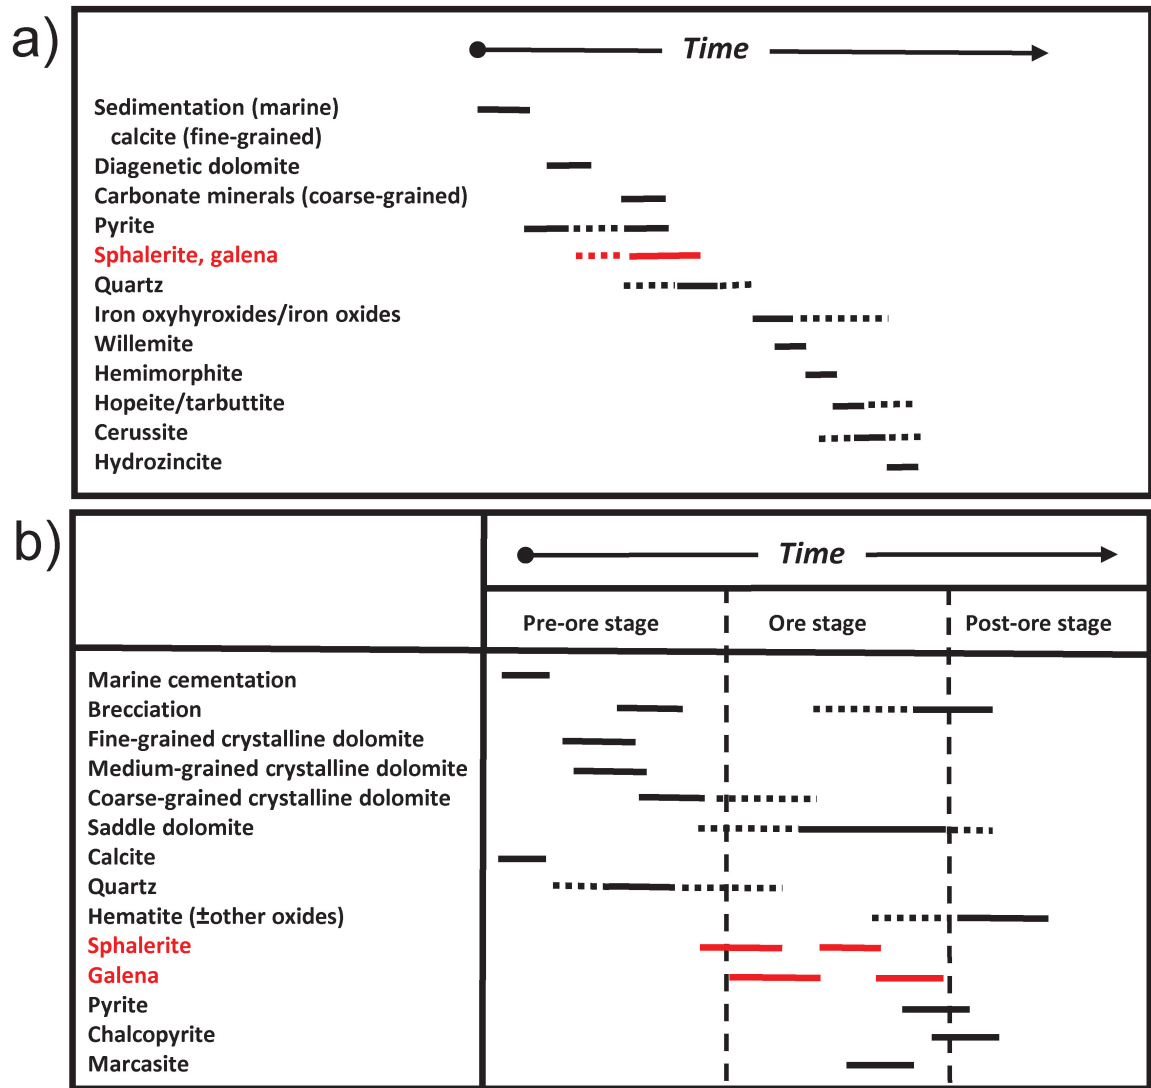 a)
Time
Sedimentation (marine)
calcite (fine-grained)
Diagenetic dolomite
Carbonate minerals (coarse-grained)
Pyrite
Sphalerite, galena
Quartz
Iron oxyhyroxides/iron oxides
Willemite
Hemimorphite
Hopeite/tarbuttite
Cerussite
Hydrozincite
b)
Time
Pre-ore stage Ore stage Post-ore stage
Marine cementation
Brecciation
Fine-grained crystalline dolomite
Medium-grained crystalline dolomite
Coarse-grained crystalline dolomite
Saddle dolomite
Calcite
Quartz
Hematite (±other oxides)
Sphalerite
Galena
Pyrite
Chalcopyrite
Marcasite